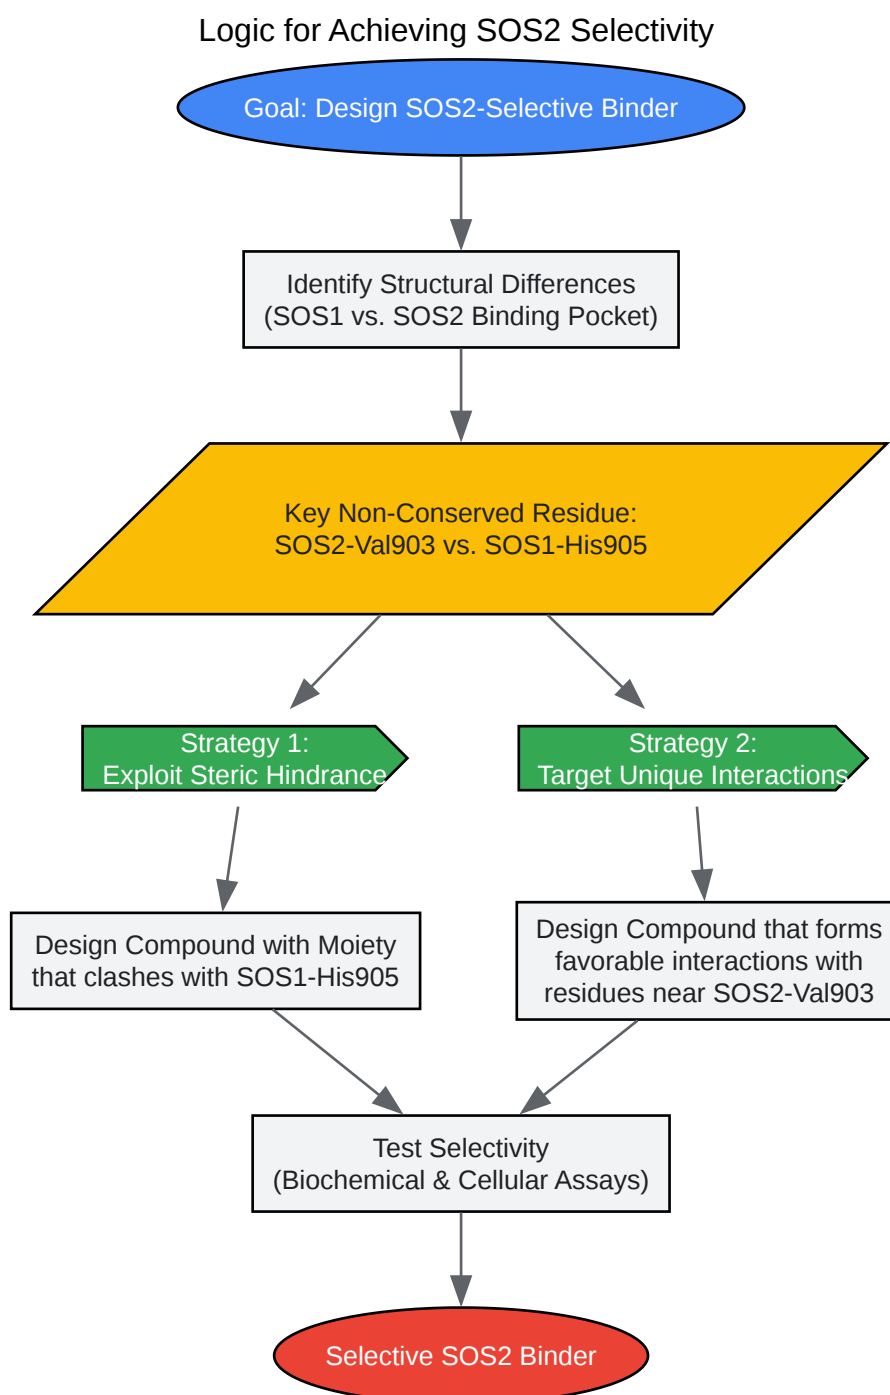 Logic for Achieving SOS2 Selectivity
Goal: Design SOS2-Selective Binder
Identify Structural Differences
(SOS1 vs. SOS2 Binding Pocket)
Key Non-Conserved Residue:
SOS2-Val903 vs. SOS1-His905
Strategy 1:
Exploit Steric Hindrance
Strategy 2:
Target Unique Interactions
Design Compound with Moiety
that clashes with SOS1-His905
Design Compound that forms
favorable interactions with
residues near SOS2-Val903
Test Selectivity
(Biochemical & Cellular Assays)
Selective SOS2 Binder